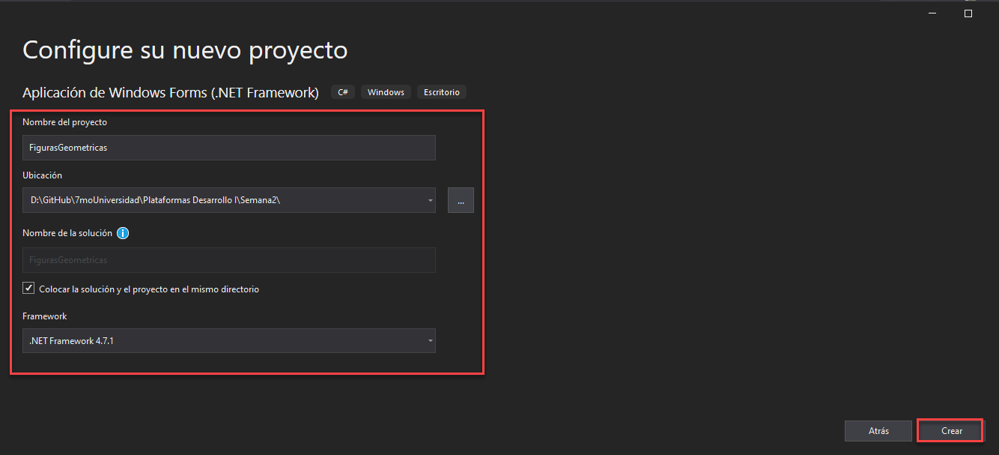 Configure su nuevo proyecto
Aplicación de Windows Forms (.NET Framework) C# Windows Escritorio
Nombre del proyecto
FigurasGeometricas
Ubicación
D:\GitHub\7moUniversidad\Plataformas Desarrollo I\Semana2\
...
Nombre de la solución i
FigurasGeometricas
Colocar la solución y el proyecto en el mismo directorio
Framework
.NET Framework 4.7.1
Atrás Crear